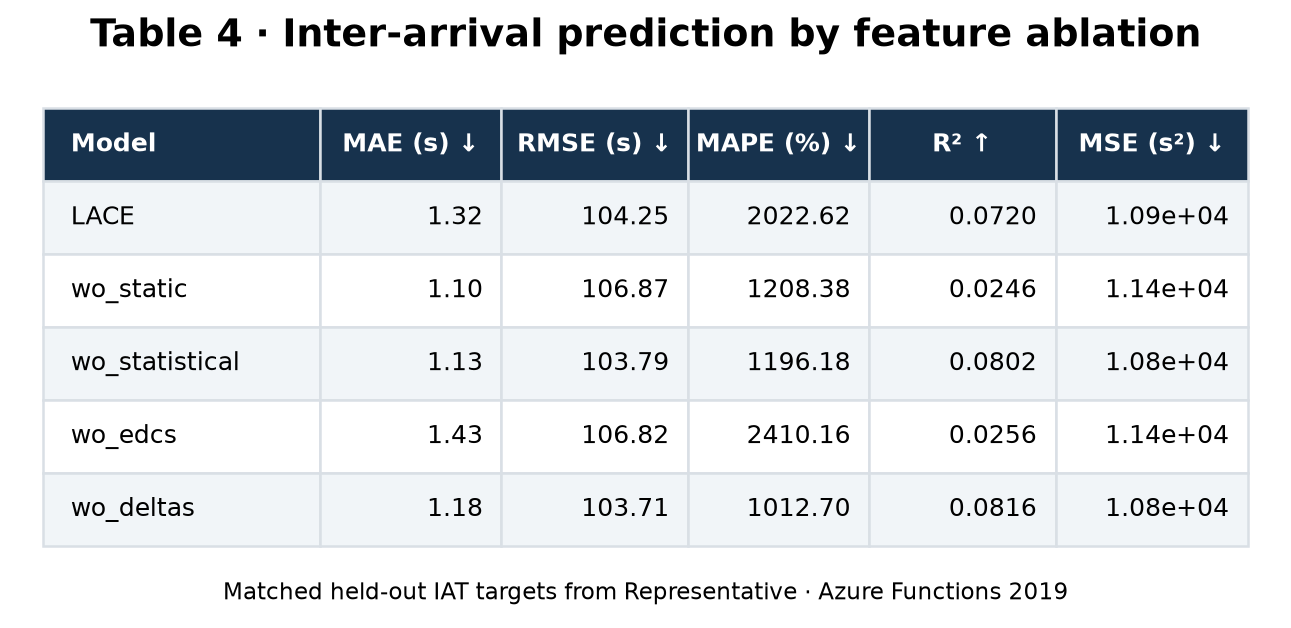 Table 4 · Inter-arrival prediction by feature ablation
Model MAE (s) ↓ RMSE (s) ↓ MAPE (%) ↓ R² ↑ MSE (s²) ↓
LACE 1.32 104.25 2022.62 0.0720 1.09e+04
wo_static 1.10 106.87 1208.38 0.0246 1.14e+04
wo_statistical 1.13 103.79 1196.18 0.0802 1.08e+04
wo_edcs 1.43 106.82 2410.16 0.0256 1.14e+04
wo_deltas 1.18 103.71 1012.70 0.0816 1.08e+04
Matched held-out IAT targets from Representative · Azure Functions 2019